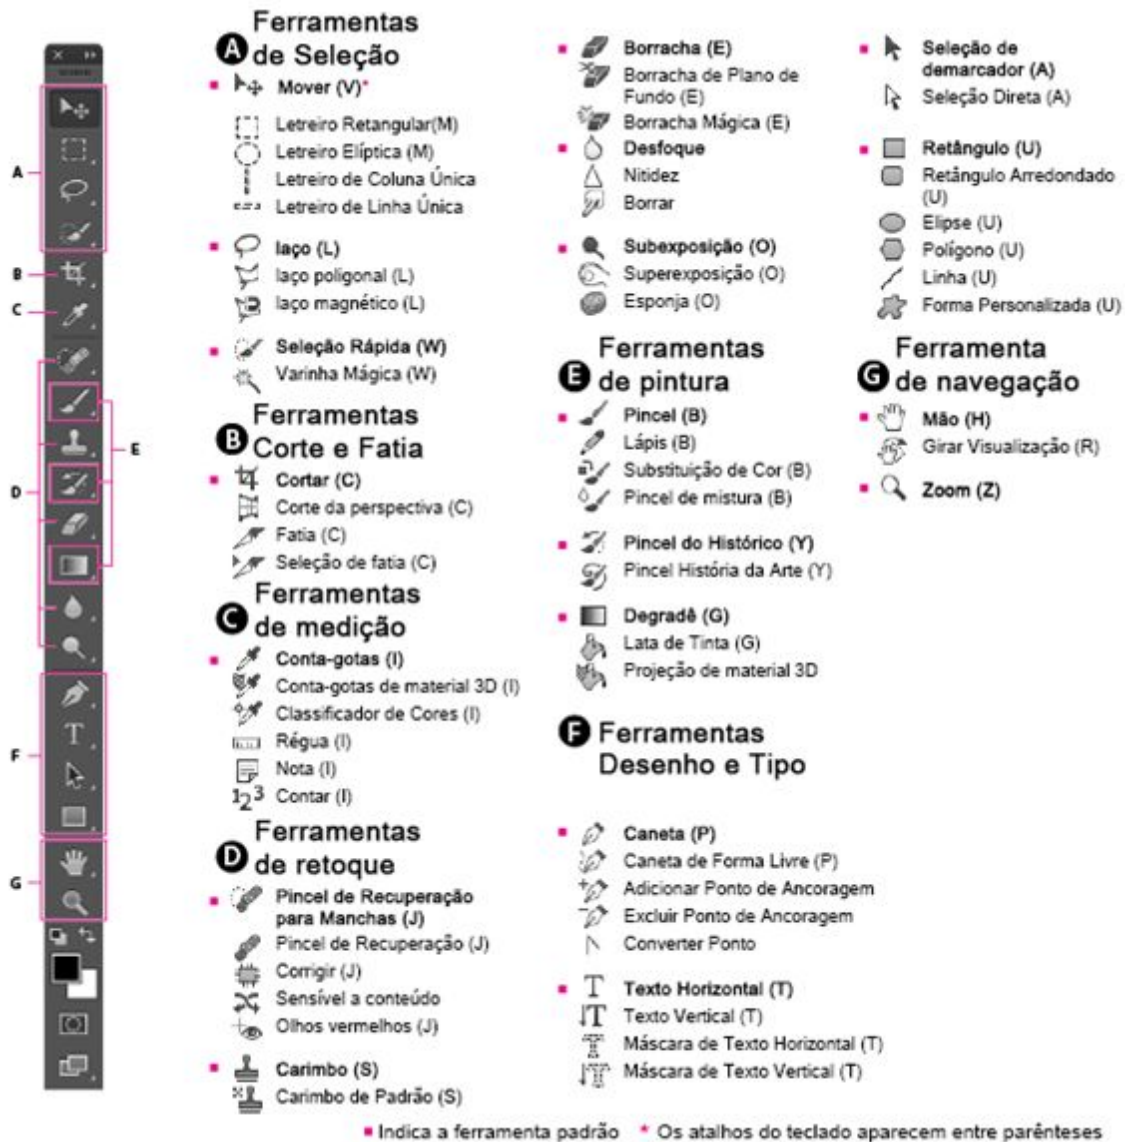 A
B
C
D
E
F
G
A Ferramentas
de Seleção
Mover (V)*
Letreiro Retangular(M)
Letreiro Elíptica (M)
Letreiro de Coluna Única
Letreiro de Linha Única
laço (L)
laço poligonal (L)
laço magnético (L)
Seleção Rápida (W)
Varinha Mágica (W)
B Ferramentas
Corte e Fatia
Cortar (C)
Corte da perspectiva (C)
Fatia (C)
Seleção de fatia (C)
C Ferramentas
de medição
Conta-gotas (I)
Conta-gotas de material 3D (I)
Classificador de Cores (I)
Régua (I)
Nota (I)
Contar (I)
D Ferramentas
de retoque
Pincel de Recuperação
para Manchas (J)
Pincel de Recuperação (J)
Corrigir (J)
Sensível a conteúdo
Olhos vermelhos (J)
Carimbo (S)
Carimbo de Padrão (S)
Borracha (E)
Borracha de Plano de
Fundo (E)
Borracha Mágica (E)
Desfoque
Nitidez
Borrar
Subexposição (O)
Superexposição (O)
Esponja (O)
E Ferramentas
de pintura
Pincel (B)
Lápis (B)
Substituição de Cor (B)
Pincel de mistura (B)
Pincel do Histórico (Y)
Pincel História da Arte (Y)
Degradê (G)
Lata de Tinta (G)
Projeção de material 3D
F Ferramentas
Desenho e Tipo
Caneta (P)
Caneta de Forma Livre (P)
Adicionar Ponto de Ancoragem
Excluir Ponto de Ancoragem
Converter Ponto
Texto Horizontal (T)
Texto Vertical (T)
Máscara de Texto Horizontal (T)
Máscara de Texto Vertical (T)
Seleção de
demarcador (A)
Seleção Direta (A)
Retângulo (U)
Retângulo Arredondado
(U)
Elipse (U)
Polígono (U)
Linha (U)
Forma Personalizada (U)
G Ferramenta
de navegação
Mão (H)
Girar Visualização (R)
Zoom (Z)
Indica a ferramenta padrão * Os atalhos do teclado aparecem entre parênteses